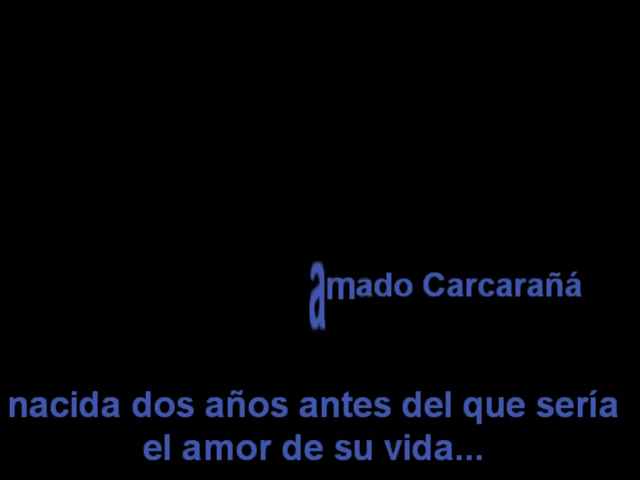 amado Carcarañá
nacida dos años antes del que sería
el amor de su vida...